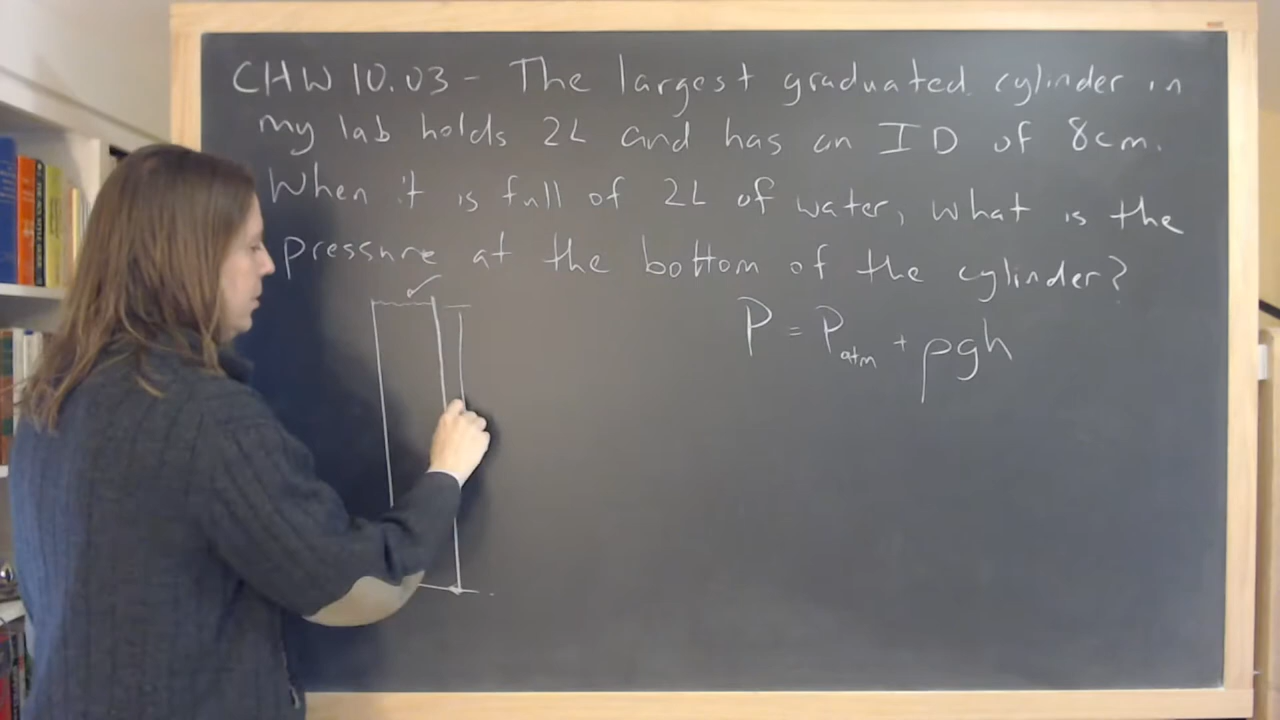 CHW 10.03 - The largest graduated cylinder in
my lab holds 2L and has an ID of 8cm.
When it is full of 2L of water, what is the
pressure at the bottom of the cylinder?
P = Patm + ρgh